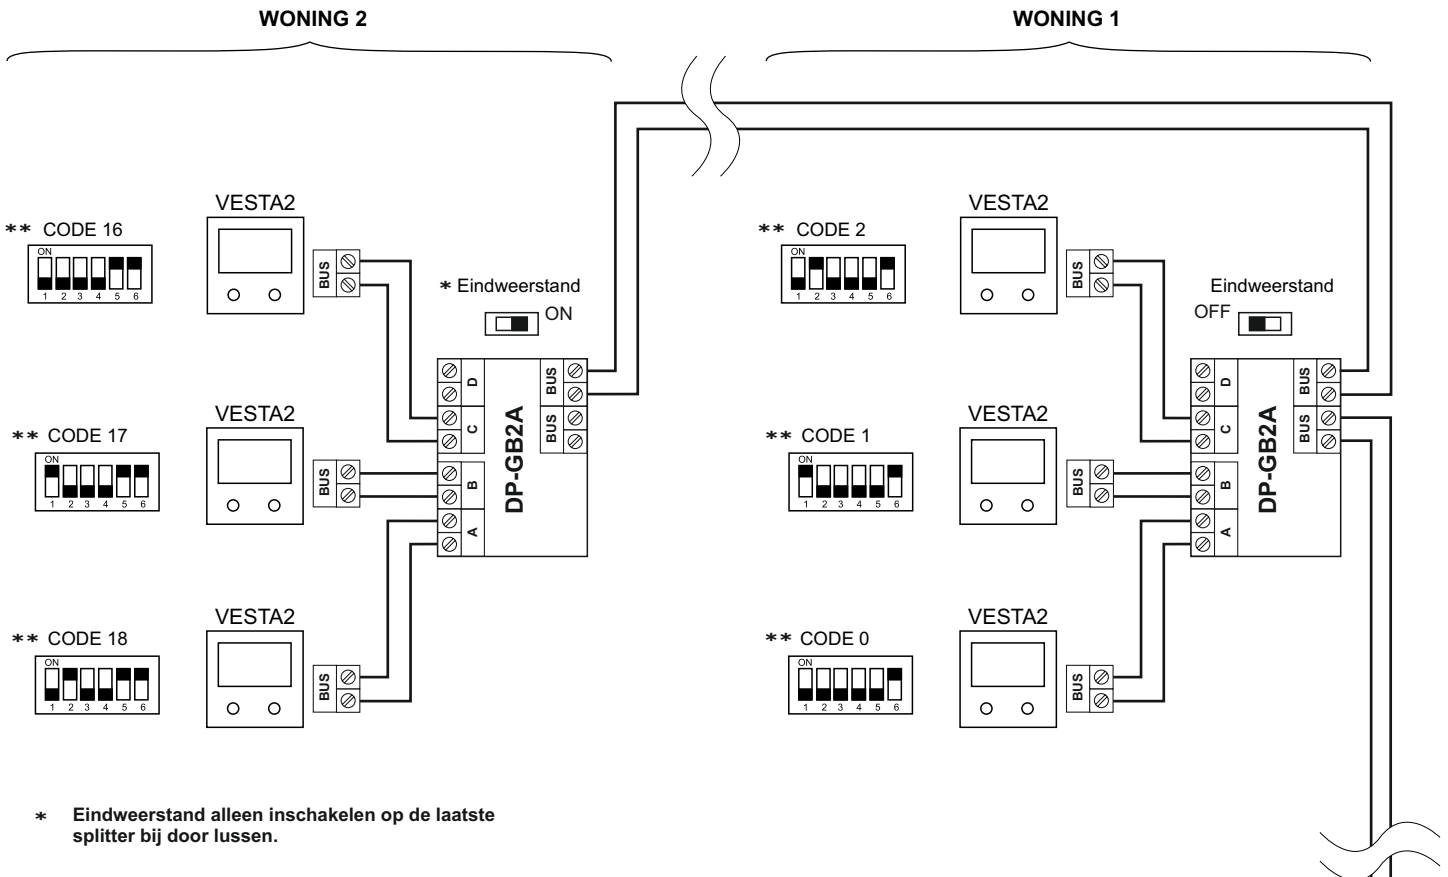 WONING 2
WONING 1
VESTA2
** CODE 16
ON
1 2 3 4 5 6
BUS
* Eindweerstand
ON
VESTA2
** CODE 17
ON
1 2 3 4 5 6
BUS
D
C
B
A
DP-GB2A
BUS
BUS
VESTA2
** CODE 18
ON
1 2 3 4 5 6
BUS
VESTA2
** CODE 2
ON
1 2 3 4 5 6
BUS
Eindweerstand
OFF
VESTA2
** CODE 1
ON
1 2 3 4 5 6
BUS
D
C
B
A
DP-GB2A
BUS
BUS
VESTA2
** CODE 0
ON
1 2 3 4 5 6
BUS
* Eindweerstand alleen inschakelen op de laatste
splitter bij door lussen.